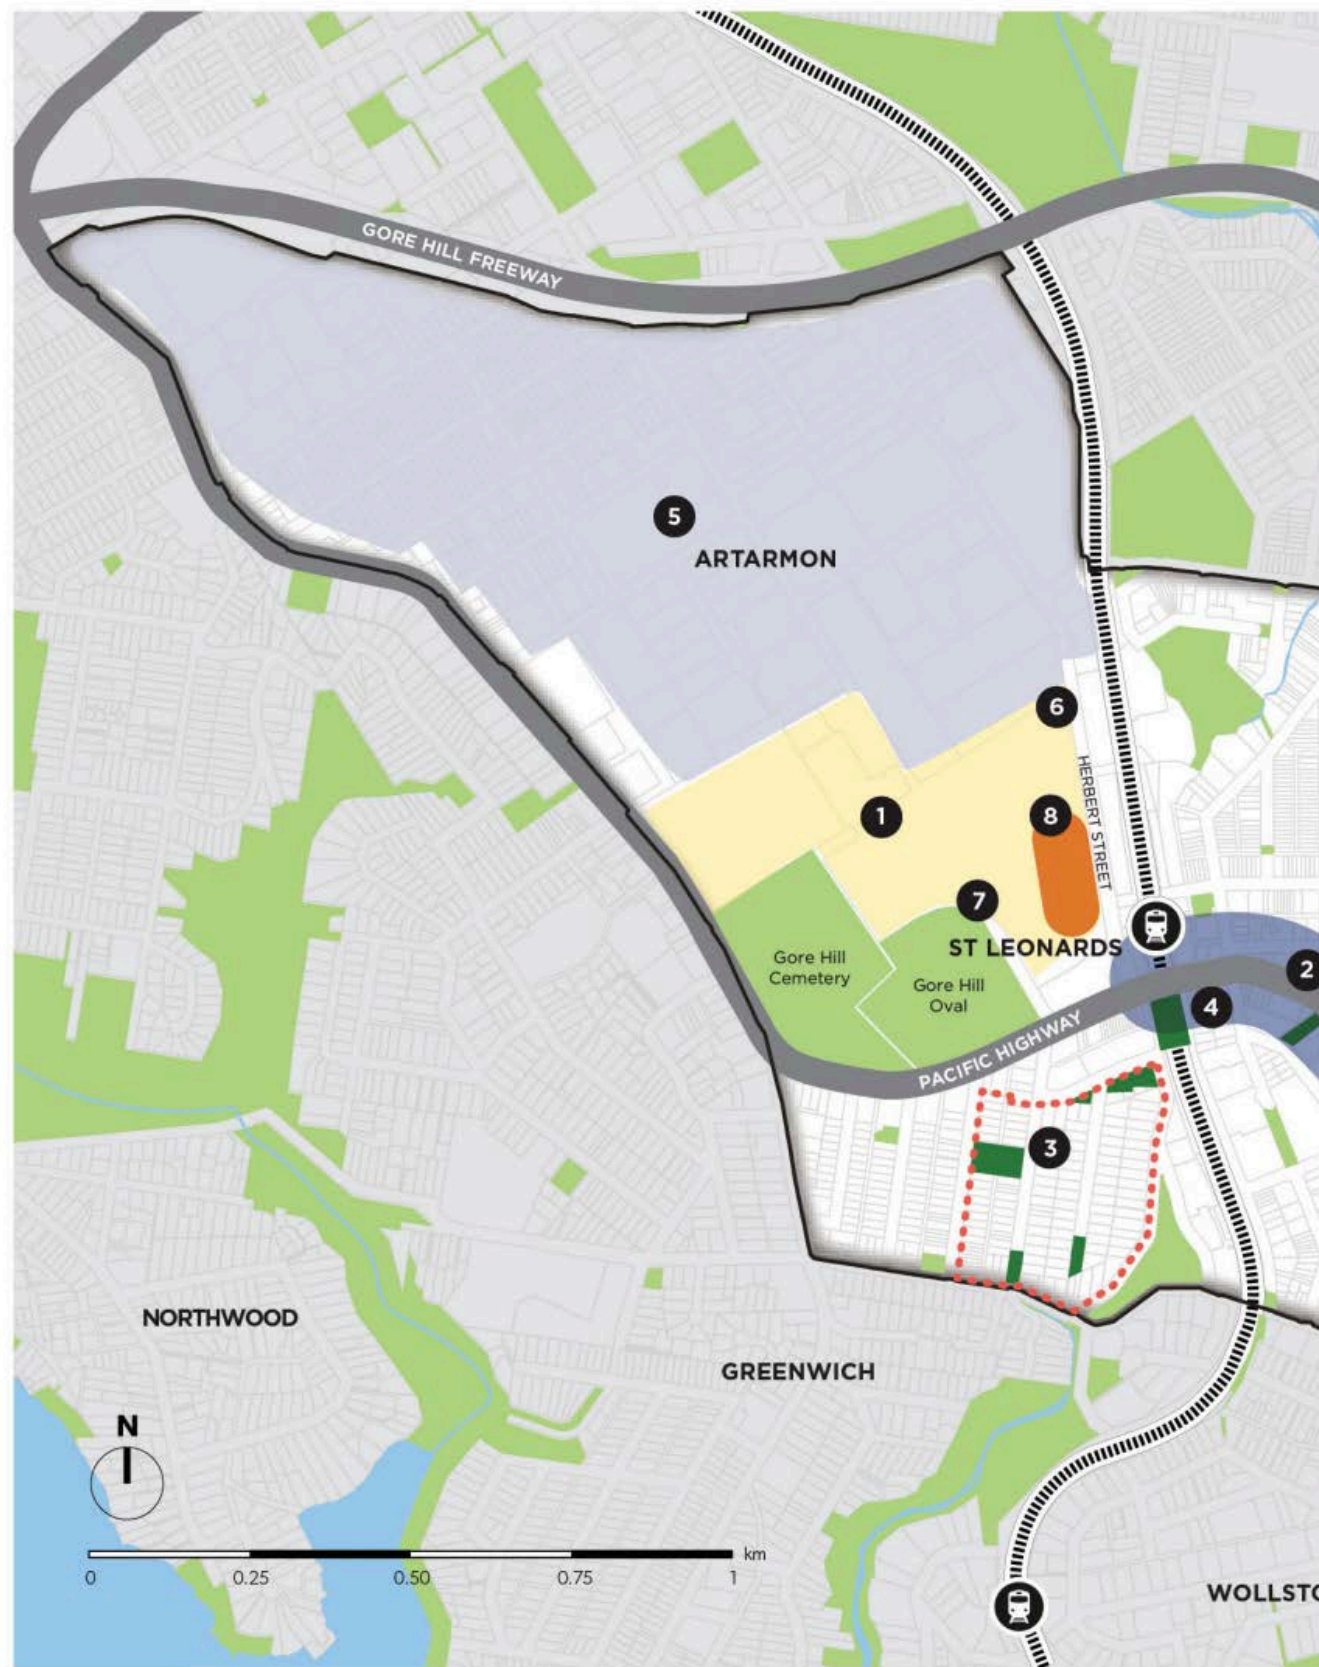 GORE HILL FREEWAY
5
ARTARMON
6
HERBERT STREET
1
8
7
ST LEONARDS
Gore Hill
Cemetery
Gore Hill
Oval
2
4
PACIFIC HIGHWAY
3
NORTHWOOD
GREENWICH
N
km
0
0.25
0.50
0.75
1
WOLLSTO